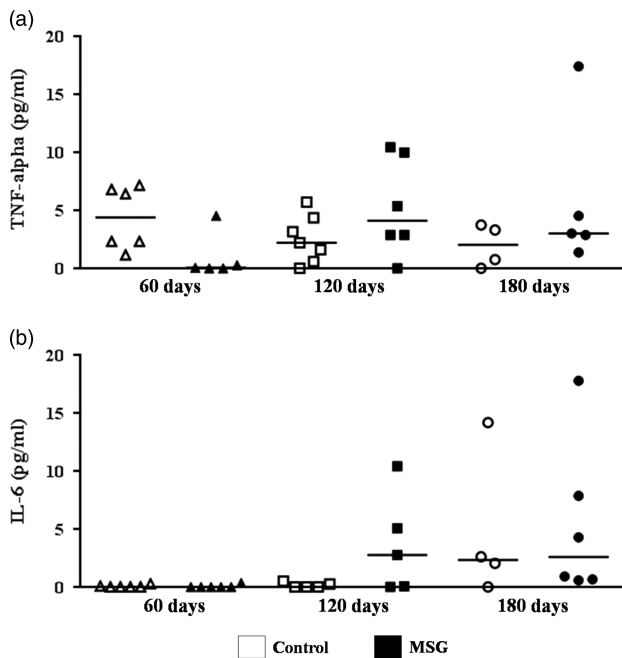 (a)
20
15
10
5
0
TNF-alpha (pg/ml)
60 days 120 days 180 days
(b)
20
15
10
5
0
IL-6 (pg/ml)
60 days 120 days 180 days
Control MSG